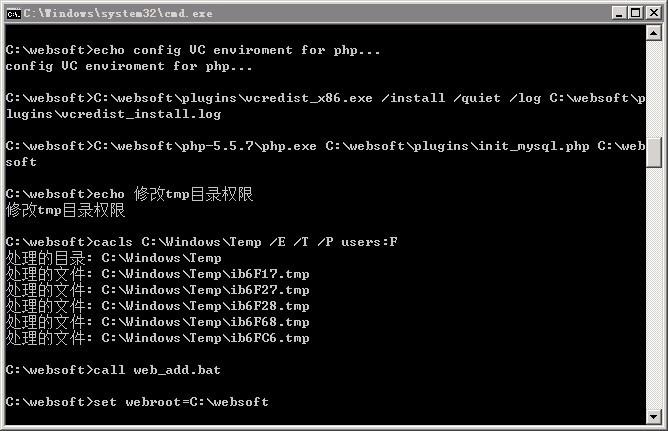 C:\Windows\system32\cmd.exe
C:\websoft>echo config VC enviroment for php...
config VC enviroment for php...
C:\websoft>C:\websoft\plugins\vcredist_x86.exe /install /quiet /log C:\websoft\p
lugins\vcredist_install.log
C:\websoft>C:\websoft\php-5.5.7\php.exe C:\websoft\plugins\init_mysql.php C:\web
soft
C:\websoft>echo 修改tmp目录权限
修改tmp目录权限
C:\websoft>cacls C:\Windows\Temp /E /T /P users:F
处理的目录: C:\Windows\Temp
处理的文件: C:\Windows\Temp\ib6F17.tmp
处理的文件: C:\Windows\Temp\ib6F27.tmp
处理的文件: C:\Windows\Temp\ib6F28.tmp
处理的文件: C:\Windows\Temp\ib6F68.tmp
处理的文件: C:\Windows\Temp\ib6FC6.tmp
C:\websoft>call web_add.bat
C:\websoft>set webroot=C:\websoft